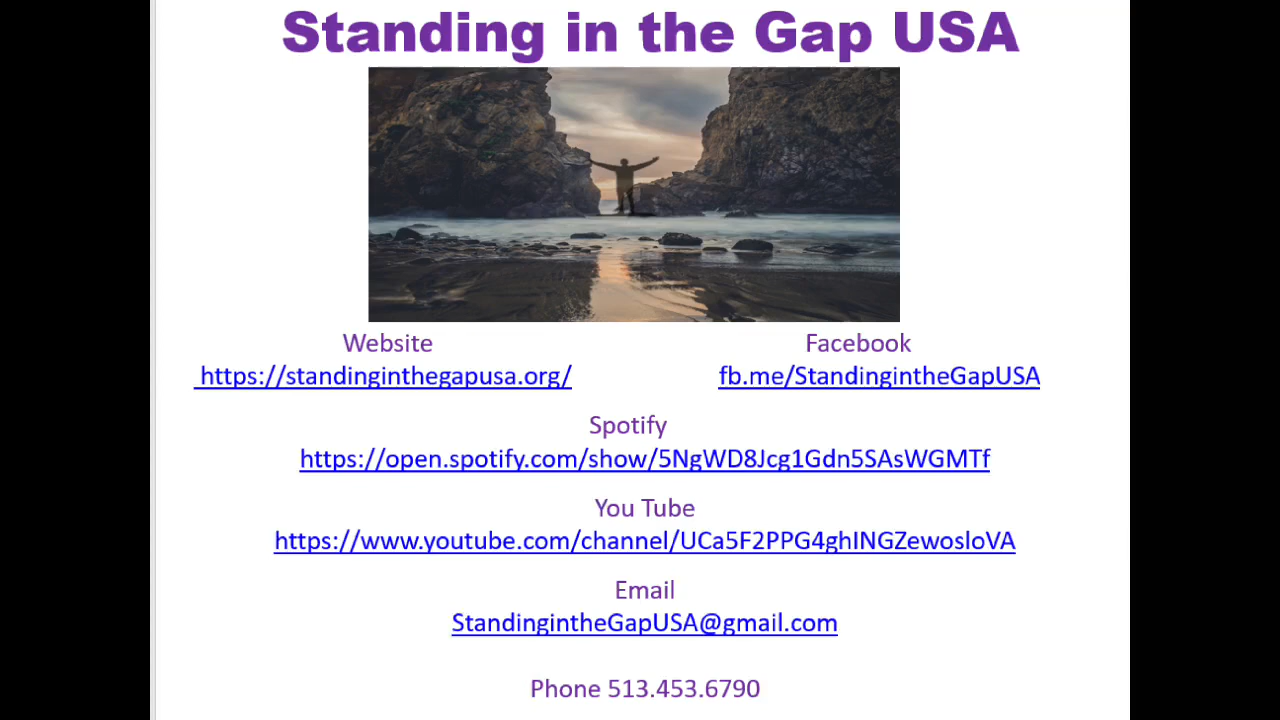 Standing in the Gap USA
Website
https://standinginthegapusa.org/
Facebook
fb.me/StandingintheGapUSA
Spotify
https://open.spotify.com/show/5NgWD8Jcg1Gdn5SAsWGMTf
You Tube
https://www.youtube.com/channel/UCa5F2PPG4ghINGZewosloVA
Email
StandingintheGapUSA@gmail.com
Phone 513.453.6790